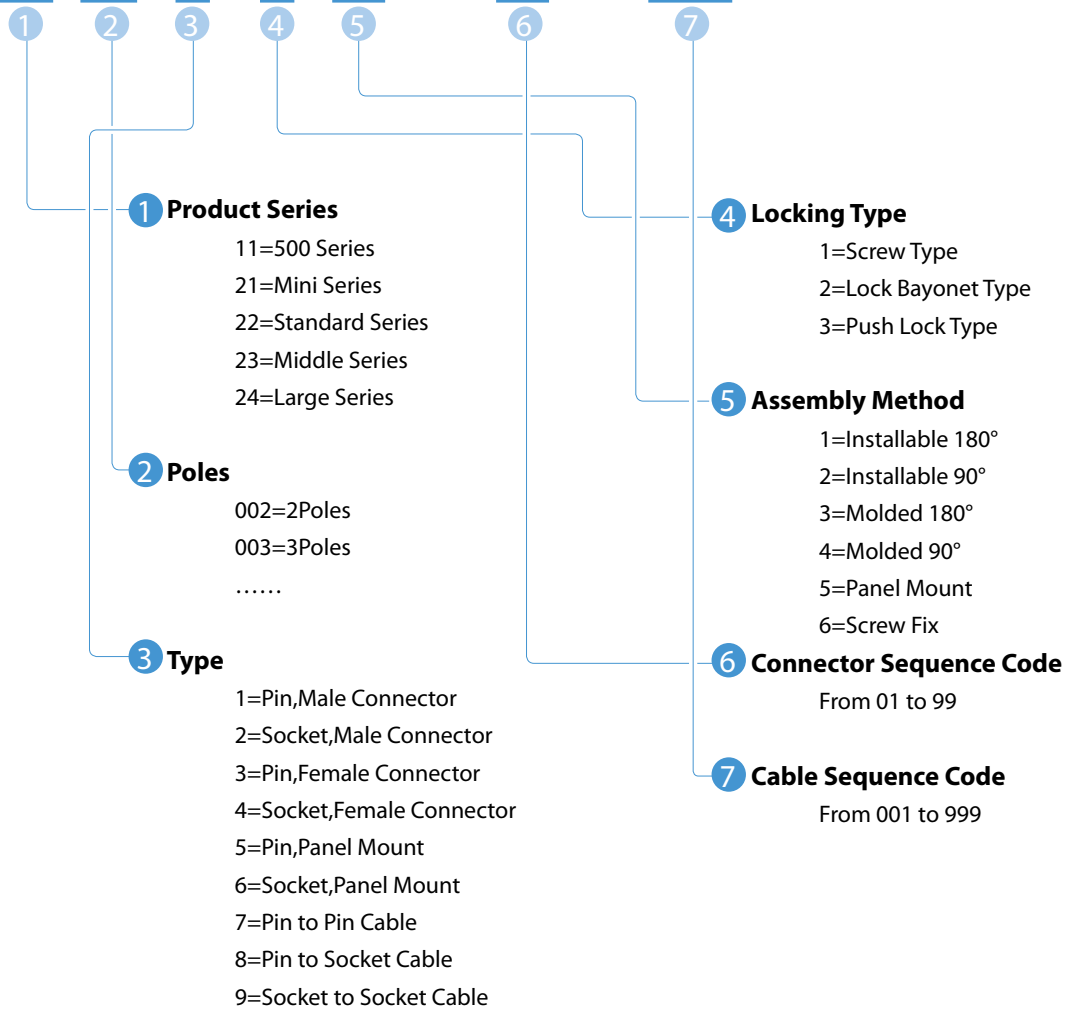 1 2 3 4 5 6 7
1 Product Series
11=500 Series
21=Mini Series
22=Standard Series
23=Middle Series
24=Large Series
2 Poles
002=2Poles
003=3Poles
……
3 Type
1=Pin,Male Connector
2=Socket,Male Connector
3=Pin,Female Connector
4=Socket,Female Connector
5=Pin,Panel Mount
6=Socket,Panel Mount
7=Pin to Pin Cable
8=Pin to Socket Cable
9=Socket to Socket Cable
4 Locking Type
1=Screw Type
2=Lock Bayonet Type
3=Push Lock Type
5 Assembly Method
1=Installable 180°
2=Installable 90°
3=Molded 180°
4=Molded 90°
5=Panel Mount
6=Screw Fix
6 Connector Sequence Code
From 01 to 99
7 Cable Sequence Code
From 001 to 999